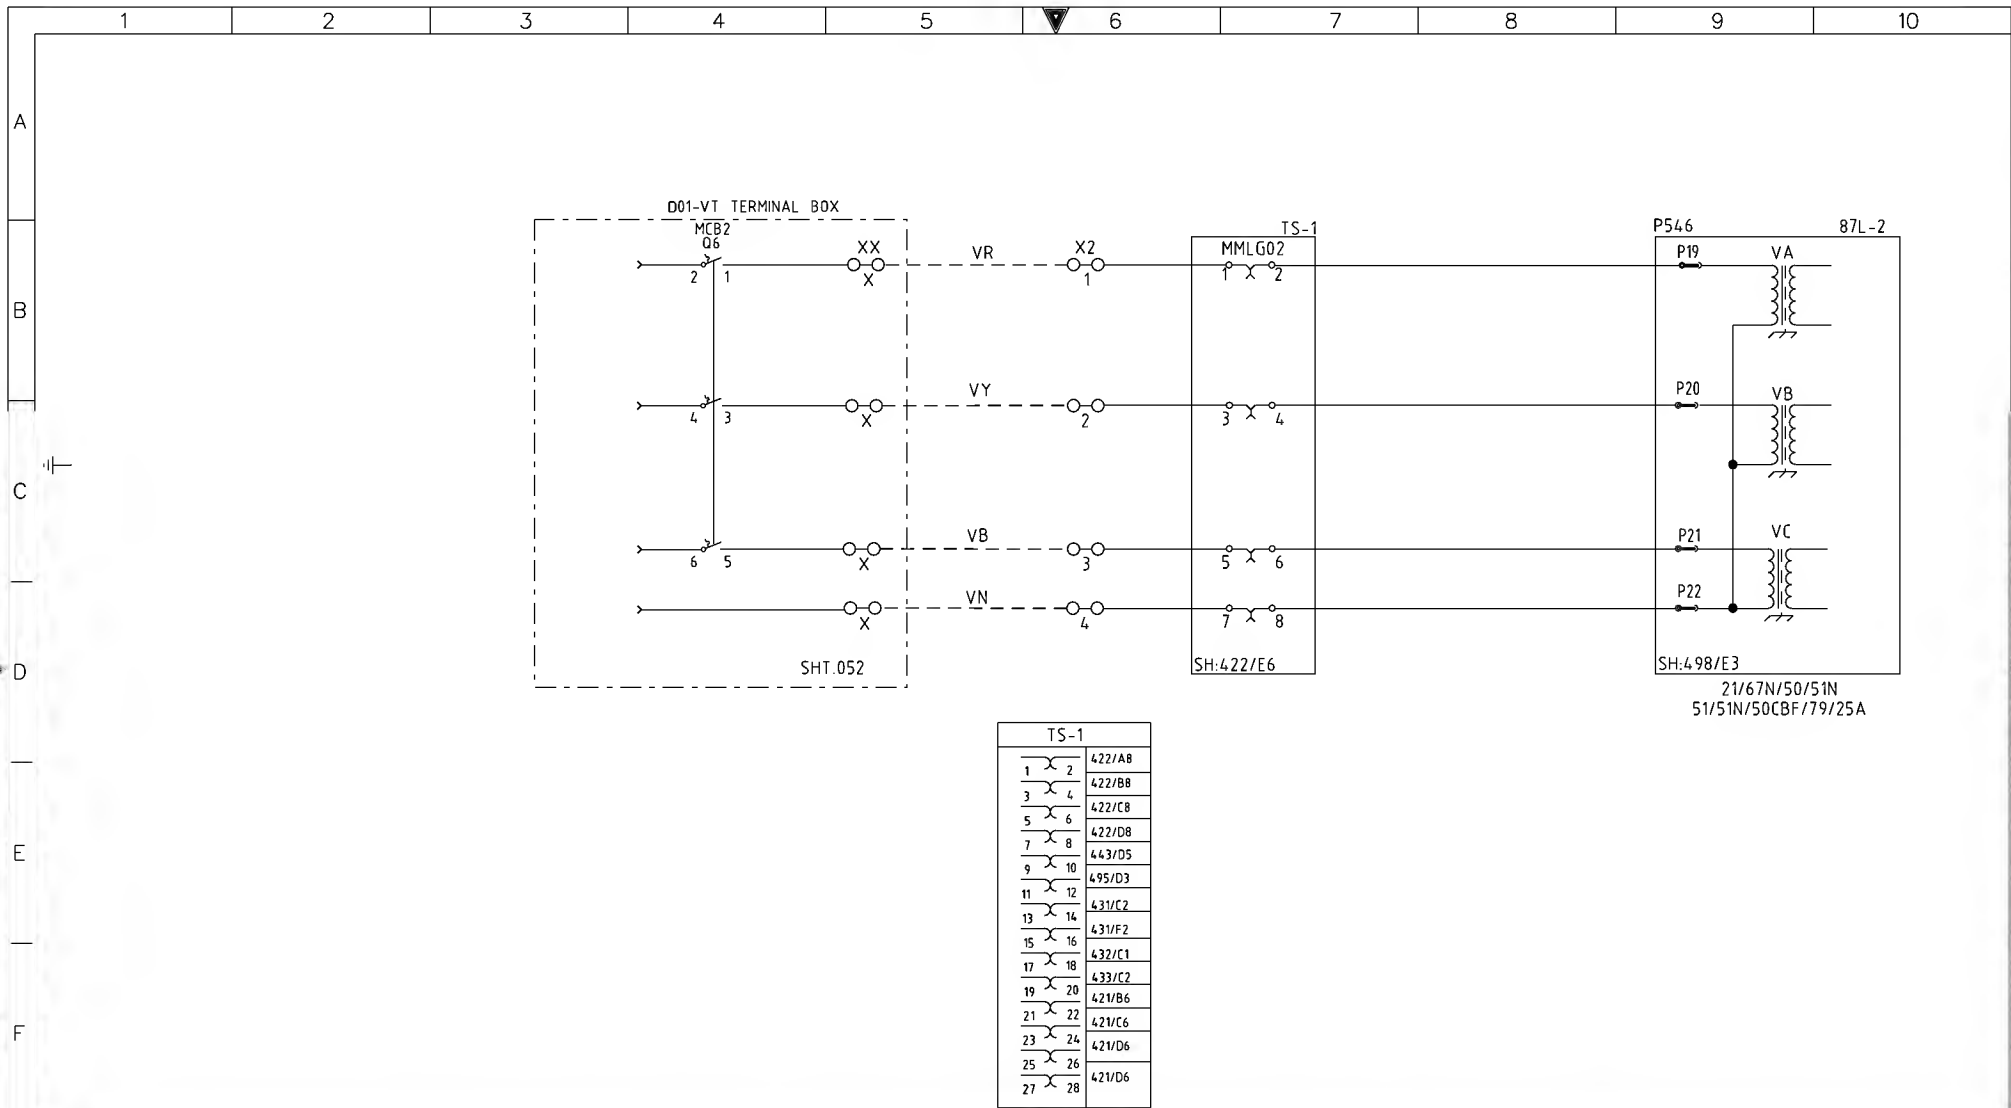 1 2 3 4 5 6 7 8 9 10
A
D01-VT TERMINAL BOX
MCB2
Q6
XX
VR
X2
TS-1
MMLG02
P546
87L-2
P19
VA
2 1
X
1
1 2
B
VY
P20
VB
4 3
X
2
3 4
C
VB
P21
VC
6 5
X
3
5 6
VN
P22
X
4
7 8
D
SHT.052
SH:422/E6
SH:498/E3
21/67N/50/51N
51/51N/50CBF/79/25A
TS-1
1 2 422/A8
3 4 422/B8
5 6 422/C8
7 8 422/D8
E
9 10 443/D5
11 12 495/D3
13 14 431/C2
15 16 431/F2
17 18 432/C1
19 20 433/C2
21 22 421/B6
F
23 24 421/C6
25 26 421/D6
27 28 421/D6